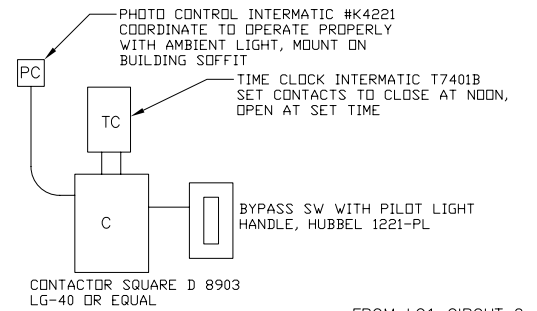 PHOTO CONTROL INTERMATIC #K4221
COORDINATE TO OPERATE PROPERLY
WITH AMBIENT LIGHT, MOUNT ON
BUILDING SOFFIT
PC
TIME CLOCK INTERMATIC T7401B
SET CONTACTS TO CLOSE AT NOON,
OPEN AT SET TIME
TC
C
BYPASS SW WITH PILOT LIGHT
HANDLE, HUBBEL 1221-PL
CONTACTOR SQUARE D 8903
LG-40 OR EQUAL